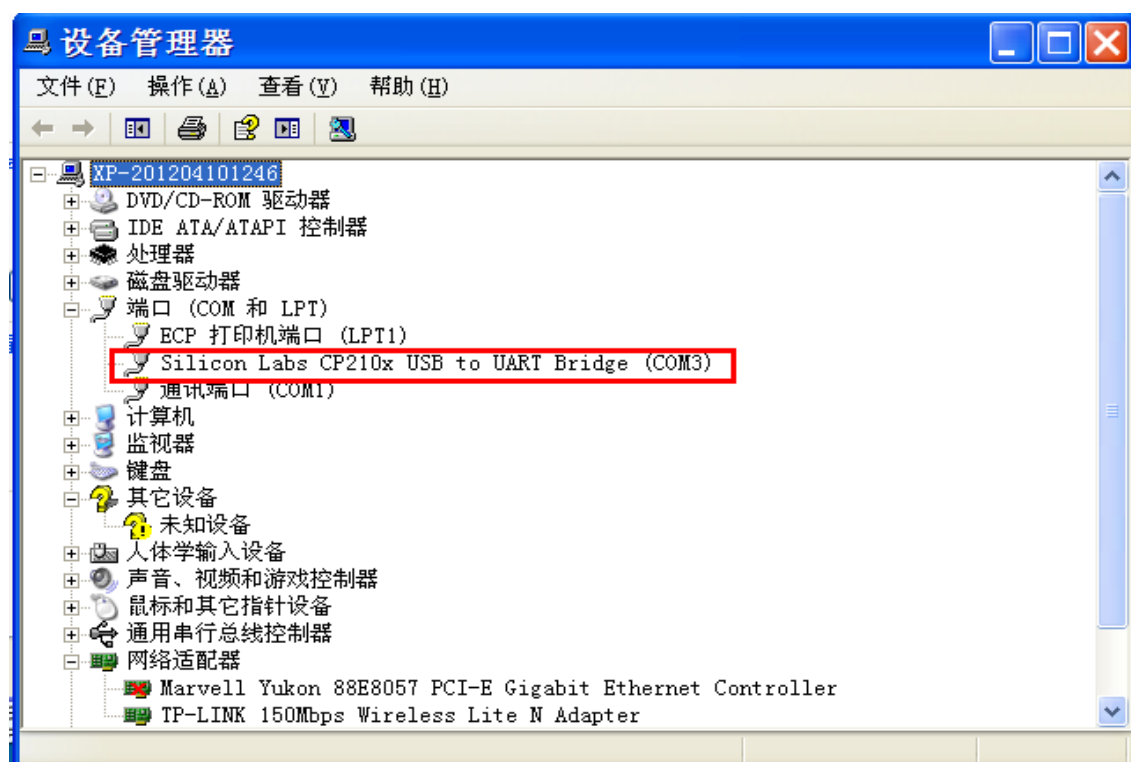 设备管理器
文件(F) 操作(A) 查看(V) 帮助(H)
XP-201204101246
DVD/CD-ROM 驱动器
IDE ATA/ATAPI 控制器
处理器
磁盘驱动器
端口 (COM 和 LPT)
ECP 打印机端口 (LPT1)
Silicon Labs CP210x USB to UART Bridge (COM3)
通讯端口 (COM1)
计算机
监视器
键盘
其它设备
未知设备
人体学输入设备
声音、视频和游戏控制器
鼠标和其它指针设备
通用串行总线控制器
网络适配器
Marvell Yukon 88E8057 PCI-E Gigabit Ethernet Controller
TP-LINK 150Mbps Wireless Lite N Adapter